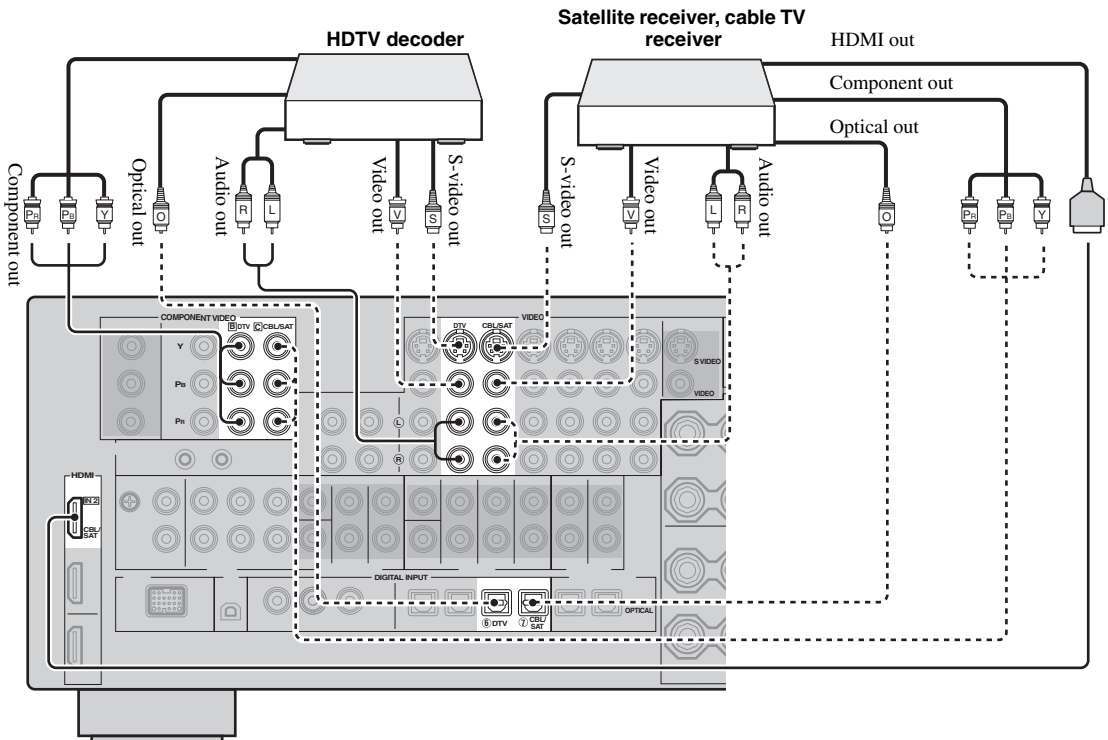 Satellite receiver, cable TV
receiver
HDTV decoder
HDMI out
Component out
Optical out
Component out
Optical out
Audio out
Video out
S-video out
S-video out
Video out
Audio out
PR
PB
Y
O
R
L
V
S
S
V
L
R
O
PR
PB
Y
COMPONENT VIDEO
B DTV
C CBL/SAT
Y
PB
PR
VIDEO
DTV
CBL/SAT
S VIDEO
VIDEO
L
R
HDMI
IN 2
CBL/
SAT
DIGITAL INPUT
OPTICAL
⑥ DTV
⑦ CBL/
SAT